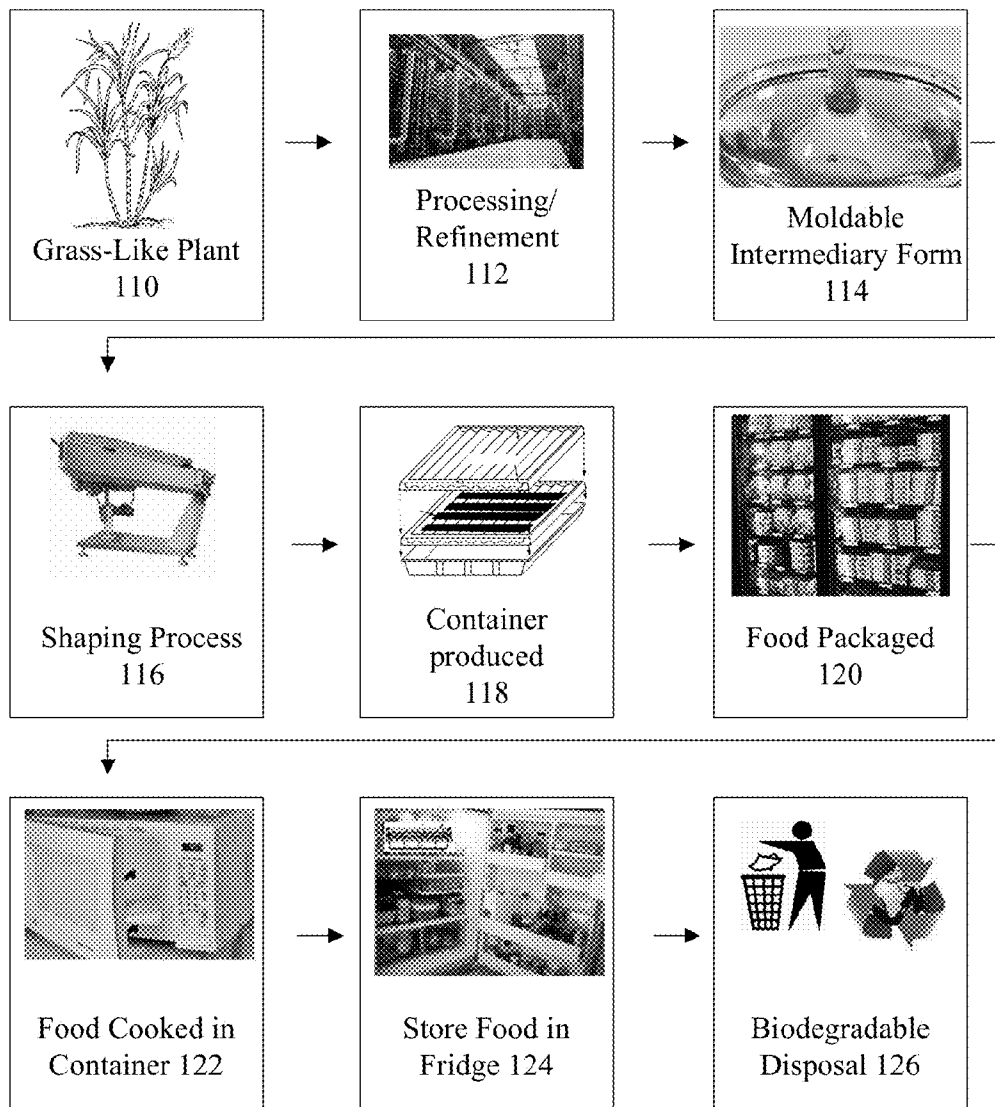 Grass-Like Plant
110
Processing/
Refinement
112
Moldable
Intermediary Form
114
Shaping Process
116
Container
produced
118
Food Packaged
120
Food Cooked in
Container 122
Store Food in
Fridge 124
Biodegradable
Disposal 126